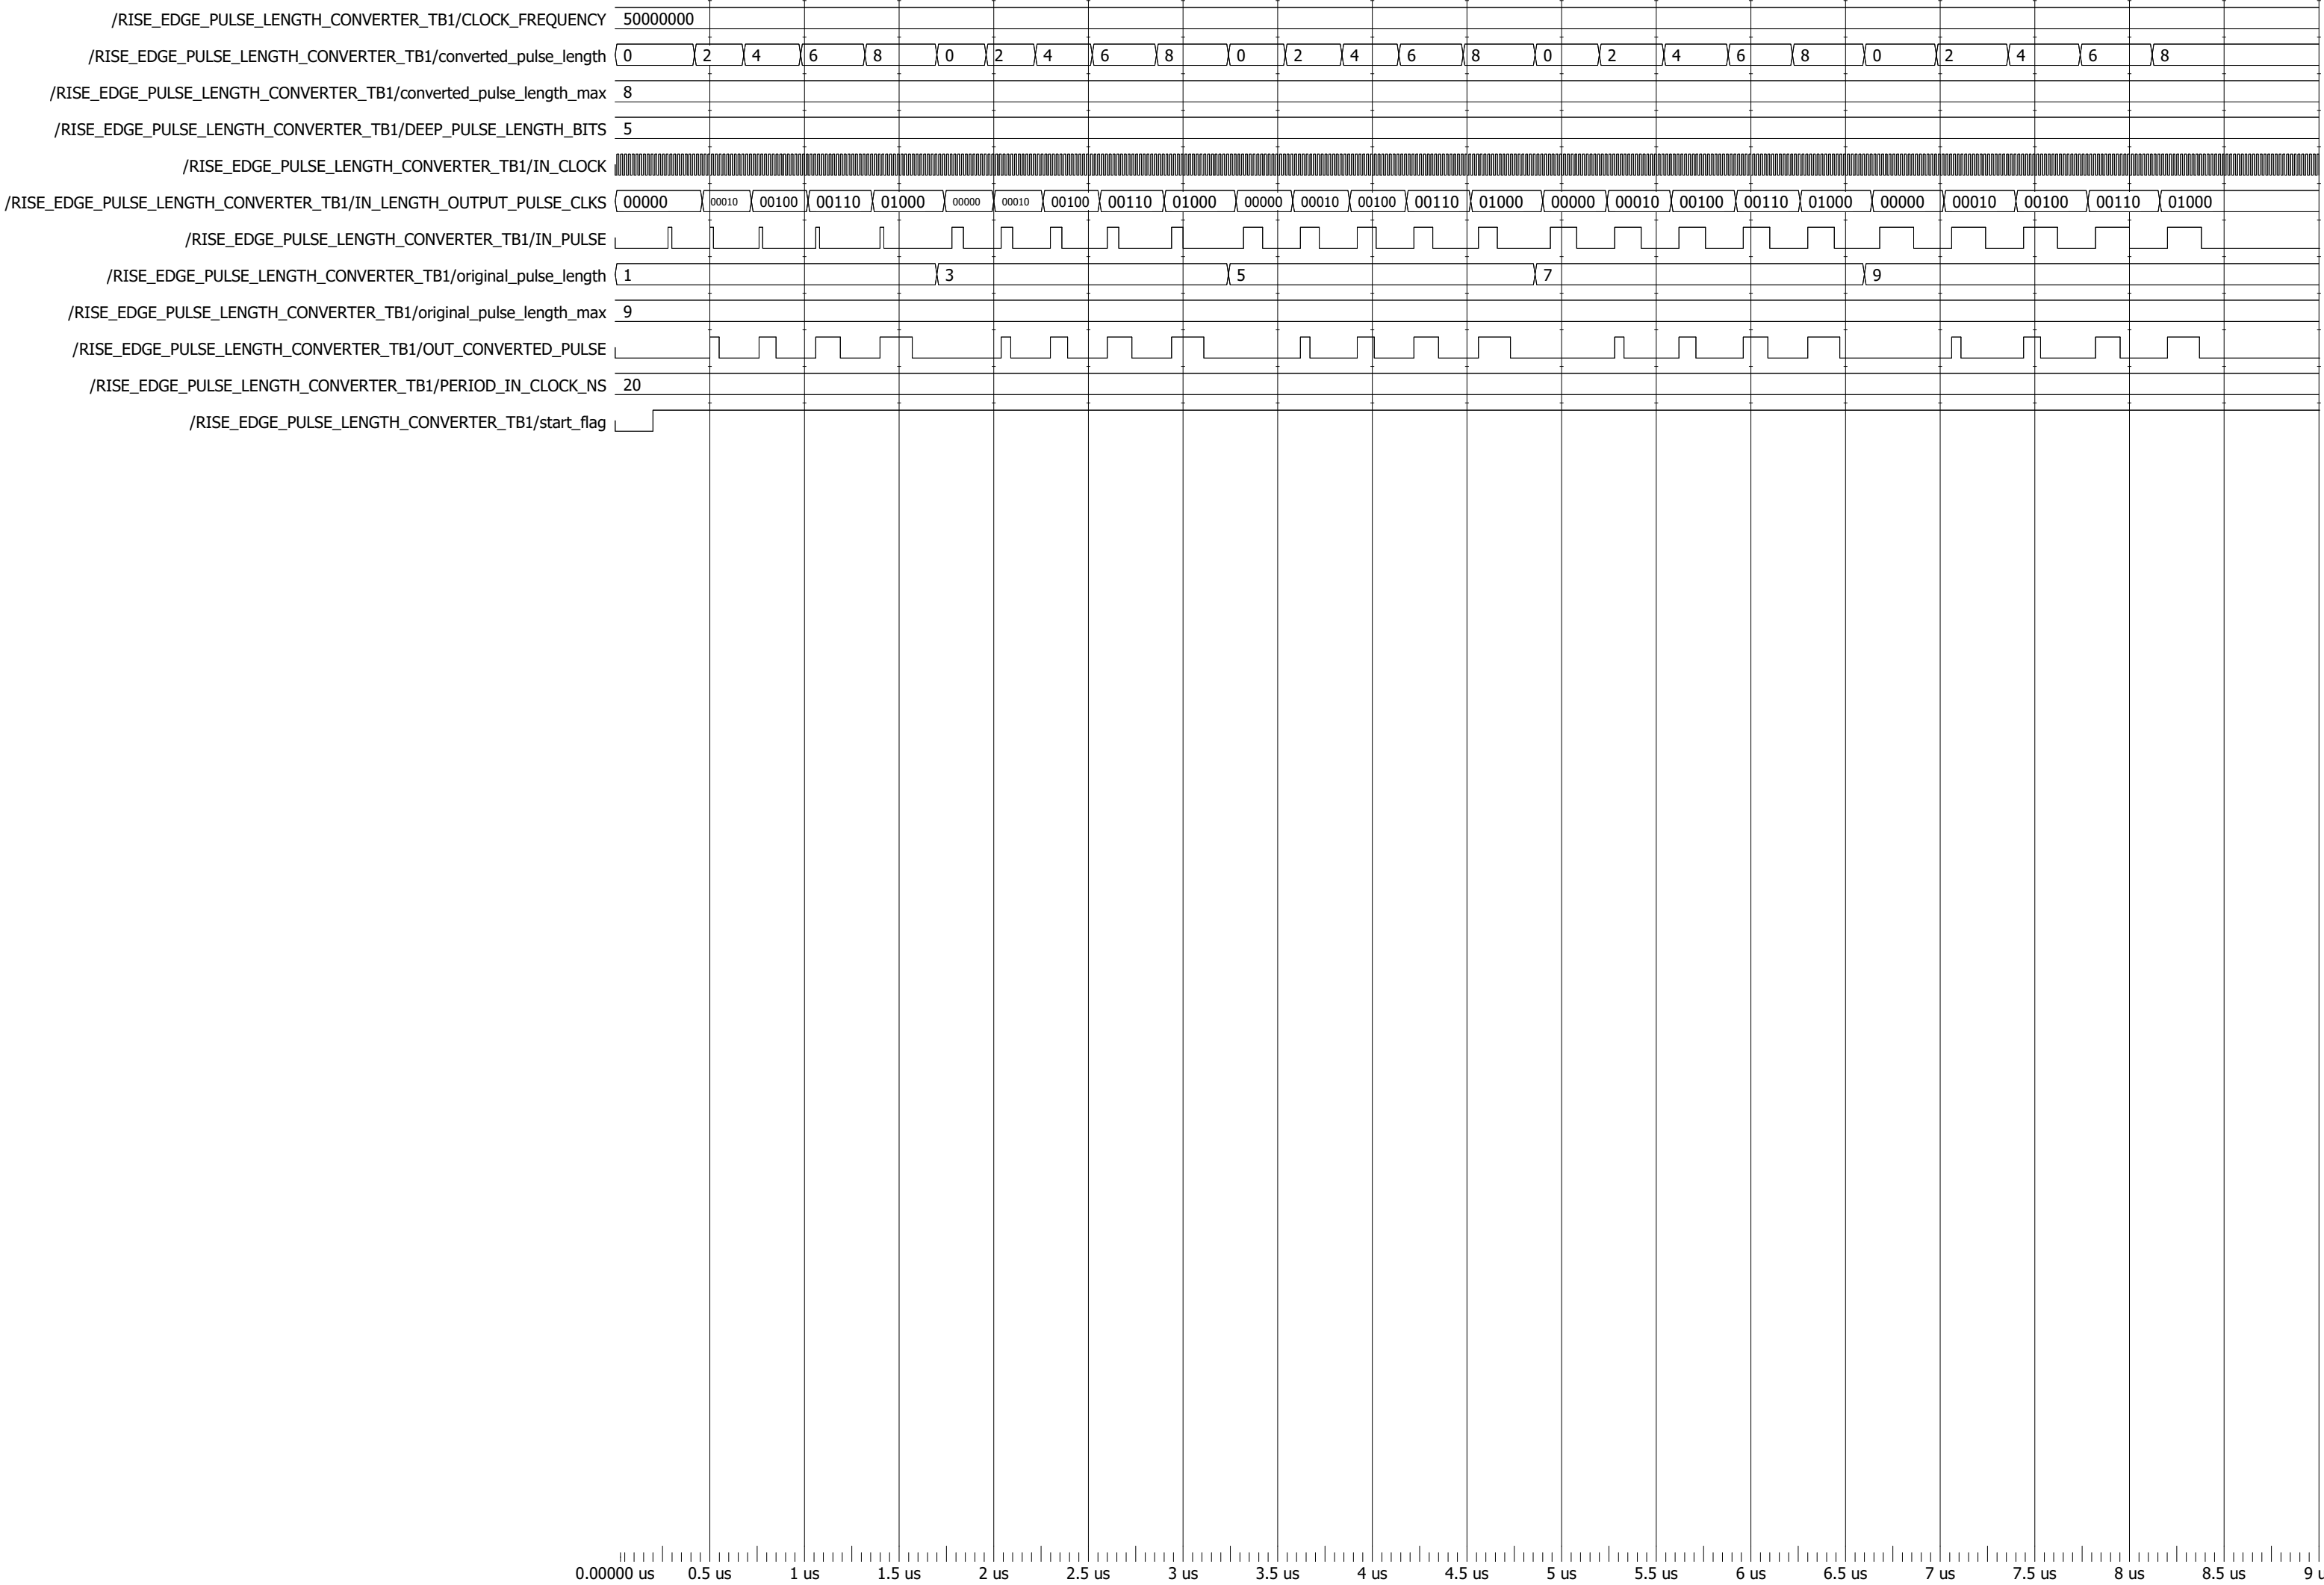 /RISE_EDGE_PULSE_LENGTH_CONVERTER_TB1/CLOCK_FREQUENCY 50000000
/RISE_EDGE_PULSE_LENGTH_CONVERTER_TB1/converted_pulse_length 0 2 4 6 8 0 2 4 6 8 0 2 4 6 8 0 2 4 6 8 0 2 4 6 8
/RISE_EDGE_PULSE_LENGTH_CONVERTER_TB1/converted_pulse_length_max 8
/RISE_EDGE_PULSE_LENGTH_CONVERTER_TB1/DEEP_PULSE_LENGTH_BITS 5
/RISE_EDGE_PULSE_LENGTH_CONVERTER_TB1/IN_CLOCK
/RISE_EDGE_PULSE_LENGTH_CONVERTER_TB1/IN_LENGTH_OUTPUT_PULSE_CLKS 00000 00010 00100 00110 01000 00000 00010 00100 00110 01000 00000 00010 00100 00110 01000 00000 00010 00100 00110 01000 00000 00010 00100 00110 01000
/RISE_EDGE_PULSE_LENGTH_CONVERTER_TB1/IN_PULSE
/RISE_EDGE_PULSE_LENGTH_CONVERTER_TB1/original_pulse_length 1 3 5 7 9
/RISE_EDGE_PULSE_LENGTH_CONVERTER_TB1/original_pulse_length_max 9
/RISE_EDGE_PULSE_LENGTH_CONVERTER_TB1/OUT_CONVERTED_PULSE
/RISE_EDGE_PULSE_LENGTH_CONVERTER_TB1/PERIOD_IN_CLOCK_NS 20
/RISE_EDGE_PULSE_LENGTH_CONVERTER_TB1/start_flag
0.00000 us 0.5 us 1 us 1.5 us 2 us 2.5 us 3 us 3.5 us 4 us 4.5 us 5 us 5.5 us 6 us 6.5 us 7 us 7.5 us 8 us 8.5 us 9